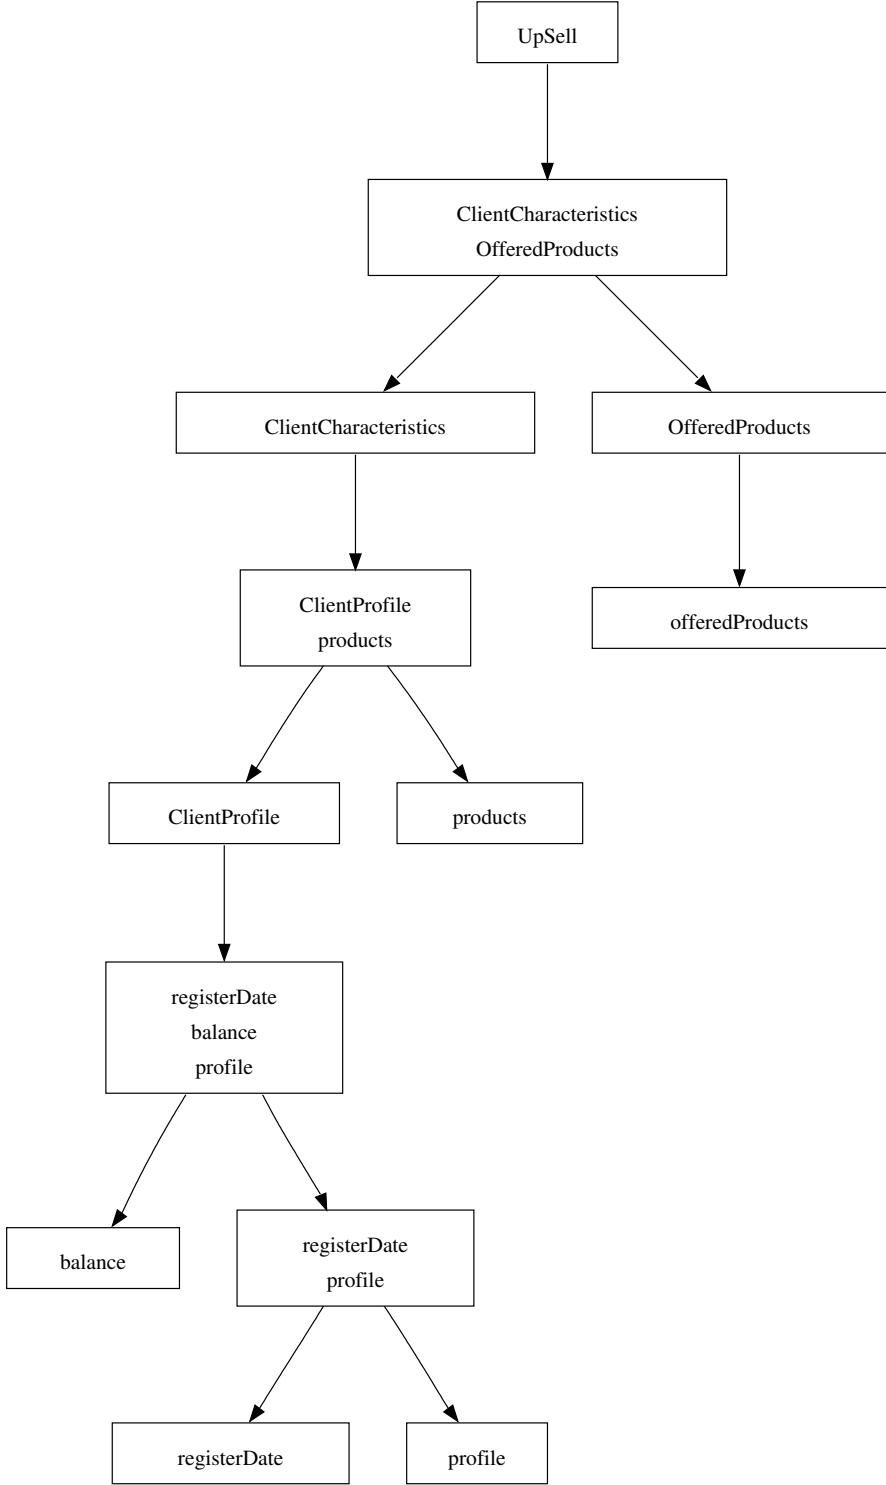 UpSell
ClientCharacteristics
OfferedProducts
ClientCharacteristics
OfferedProducts
ClientProfile
products
offeredProducts
ClientProfile
products
registerDate
balance
profile
balance
registerDate
profile
registerDate
profile